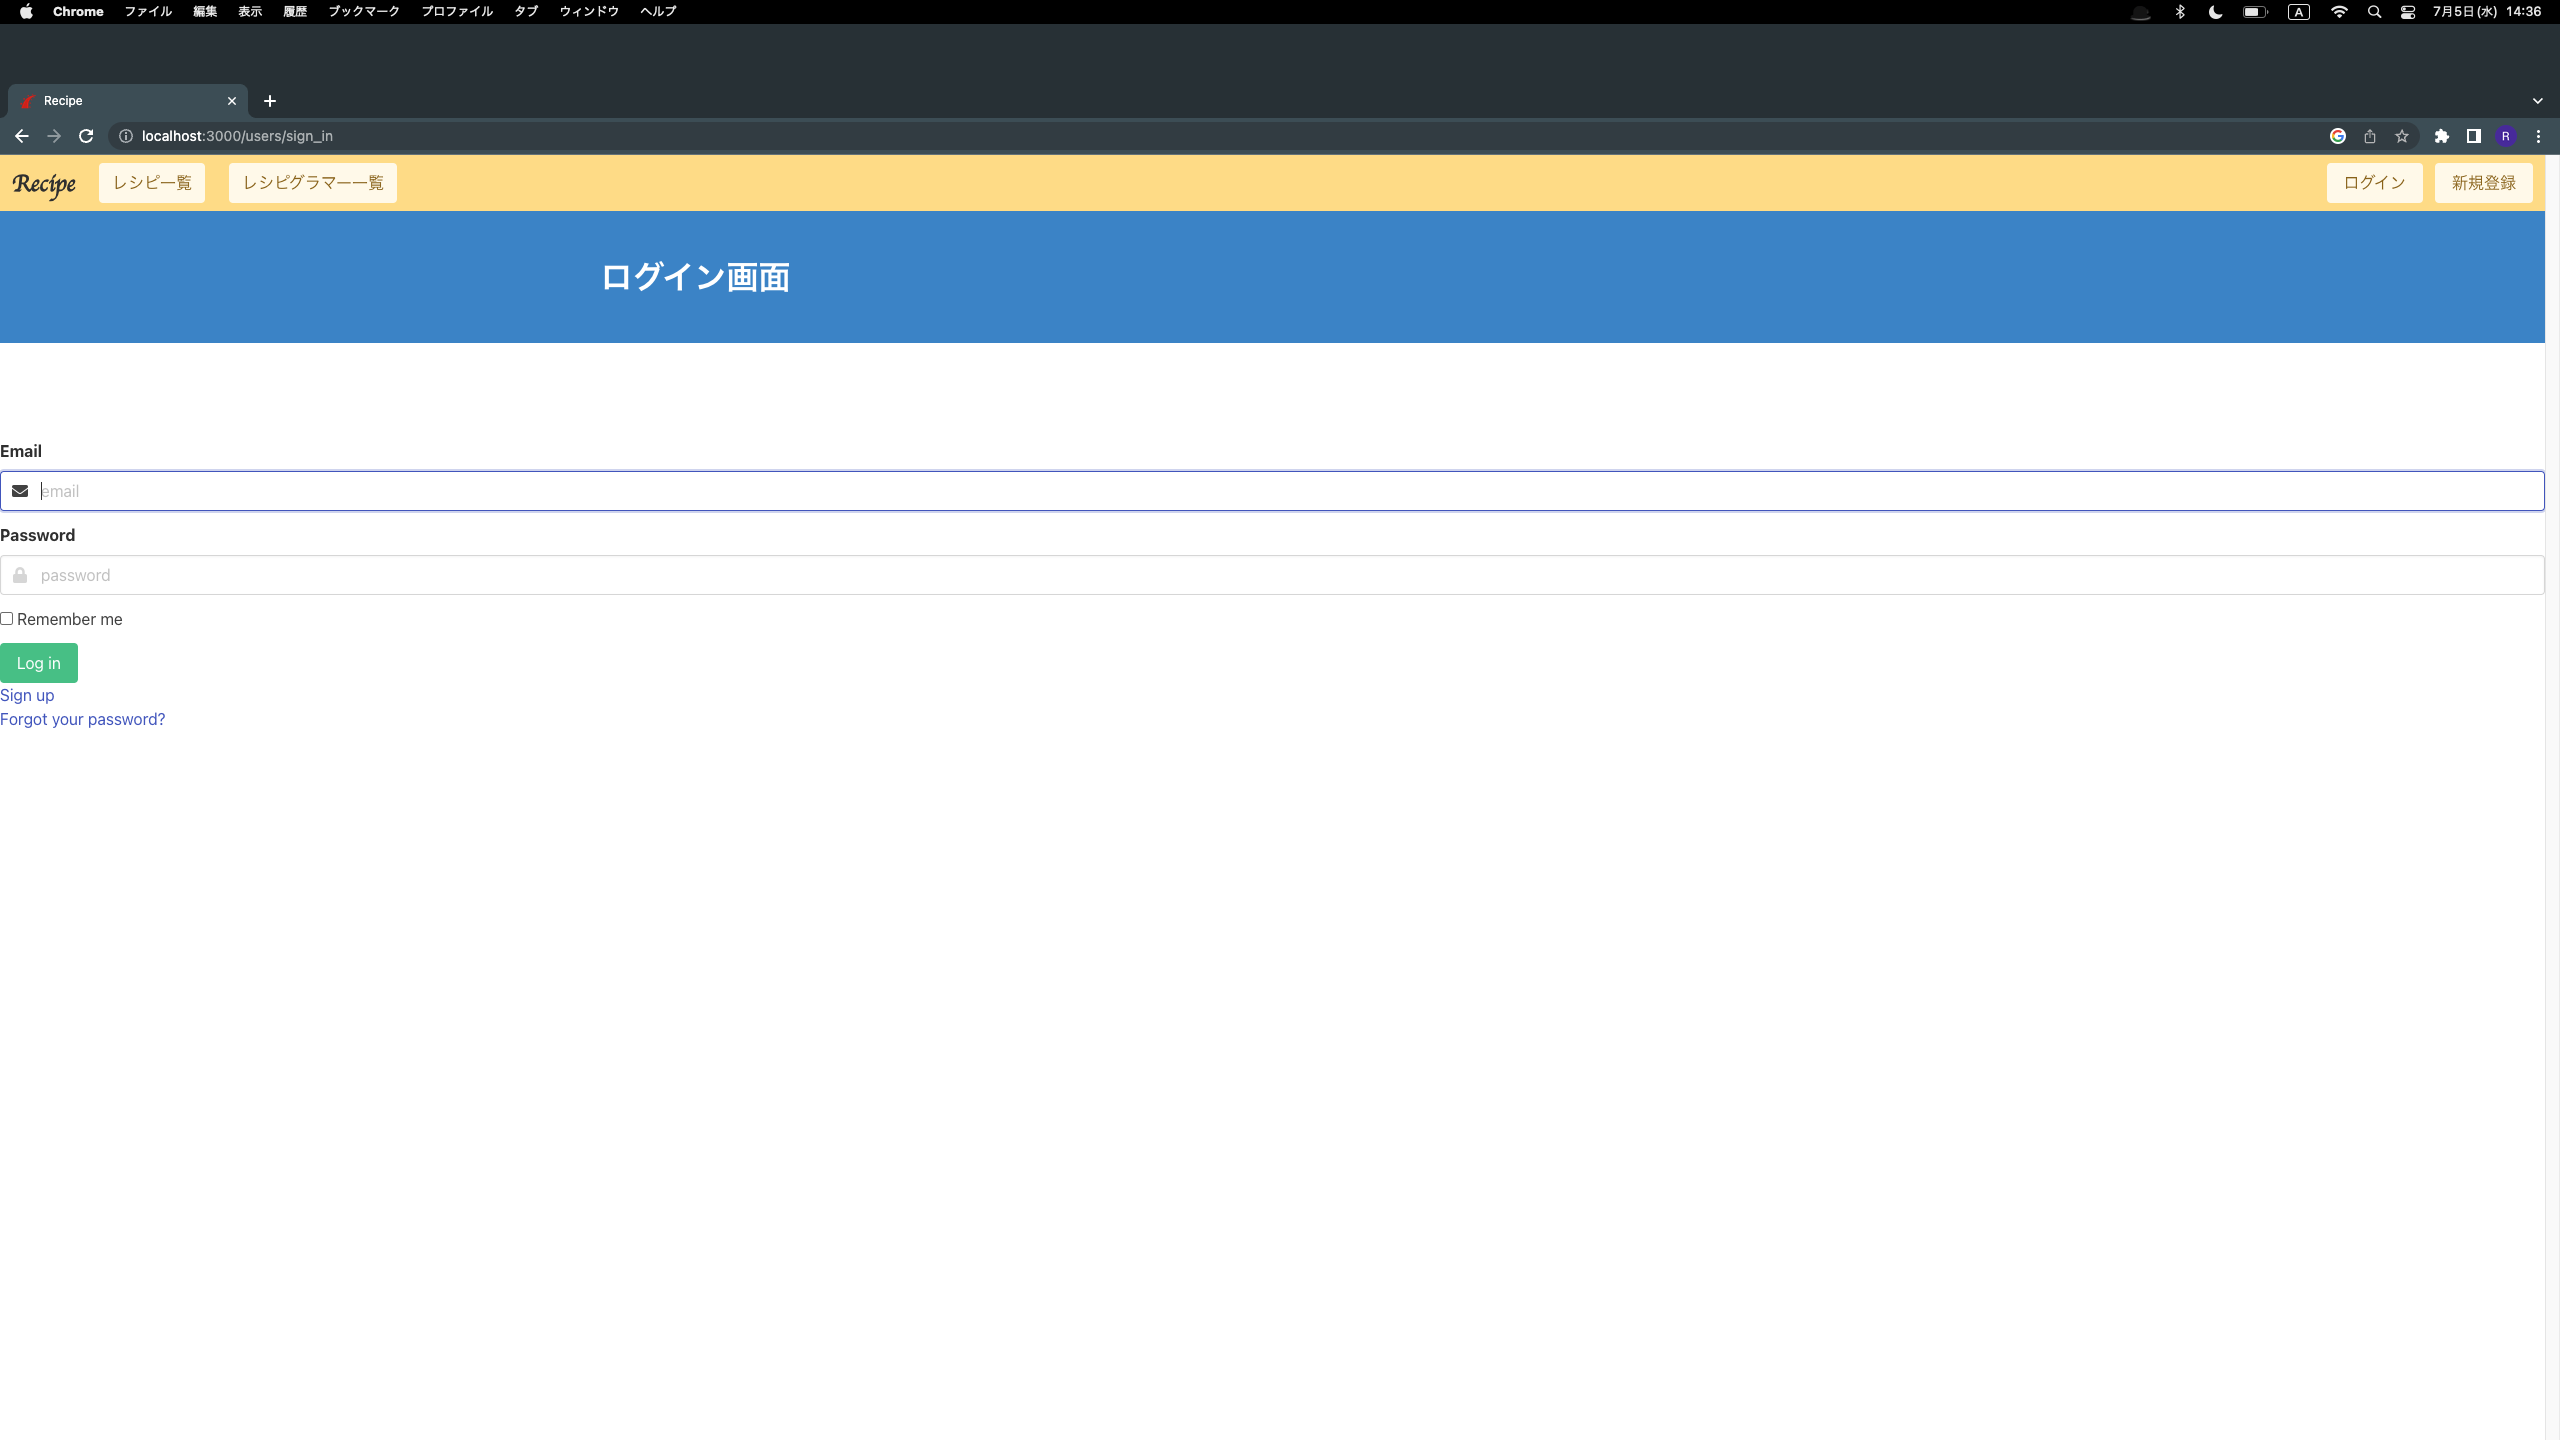 Chrome ファイル 編集 表示 履歴 ブックマーク プロファイル タブ ウィンドウ ヘルプ A 7月5日(水) 14:36
Recipe
localhost:3000/users/sign_in R
Recipe レシピ一覧 レシピグラマー一覧 ログイン 新規登録
ログイン画面
Email
email
Password
password
Remember me
Log in
Sign up
Forgot your password?